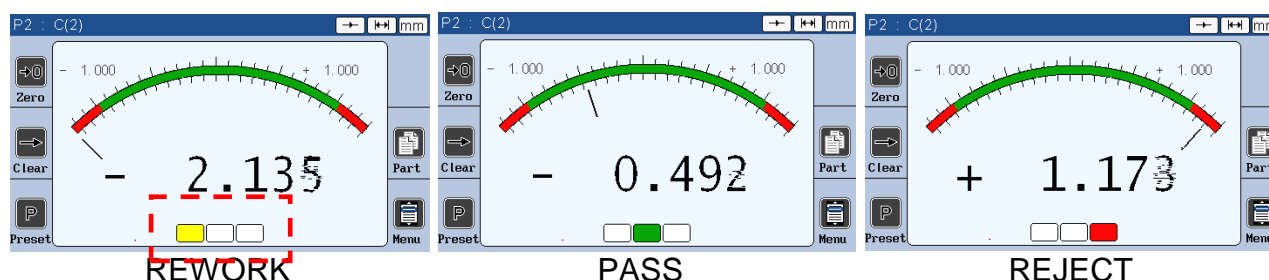 P2 : C(2)
mm
- 1.000
+ 1.000
Zero
Clear
- 2.135
Part
P
Preset
Menu
REWORK
P2 : C(2)
mm
- 1.000
+ 1.000
Zero
Clear
- 0.492
Part
P
Preset
Menu
PASS
P2 : C(2)
- 1.000
+ 1.000
Zero
Clear
+ 1.173
P
Preset
Menu
REJECT